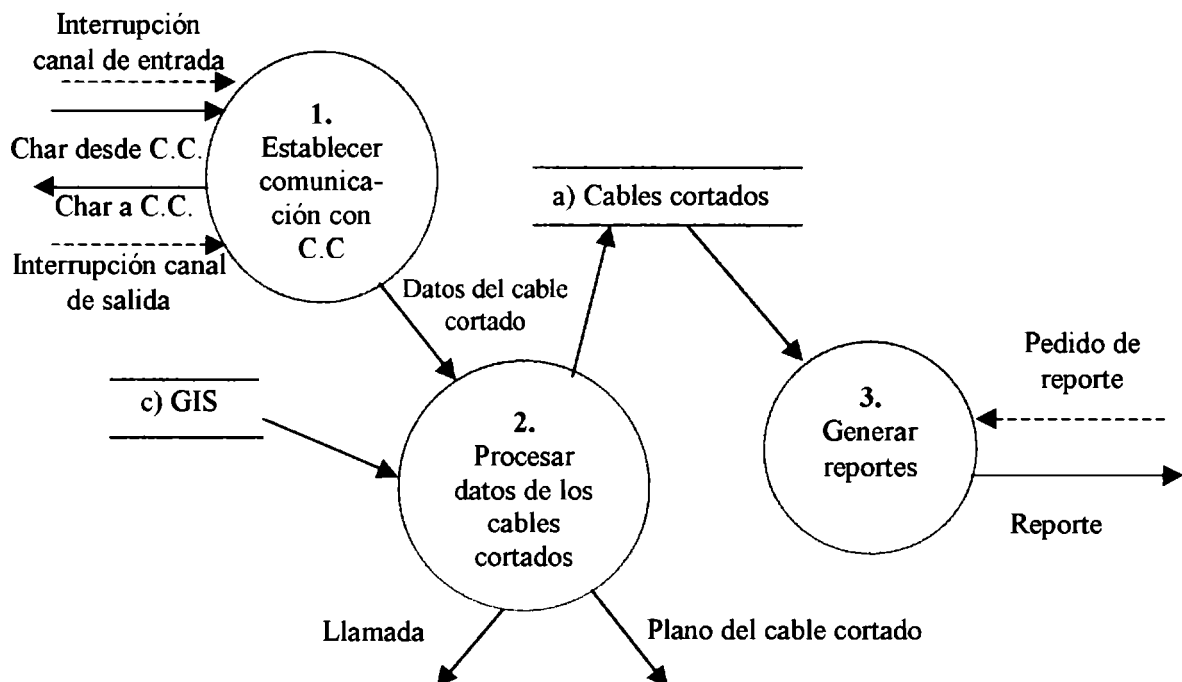 Interrupción
canal de entrada
Char desde C.C.
Char a C.C.
Interrupción canal
de salida
1.
Establecer
comunica-
ción con
C.C
Datos del cable
cortado
a) Cables cortados
c) GIS
2.
Procesar
datos de los
cables
cortados
3.
Generar
reportes
Pedido de
reporte
Reporte
Llamada
Plano del cable cortado